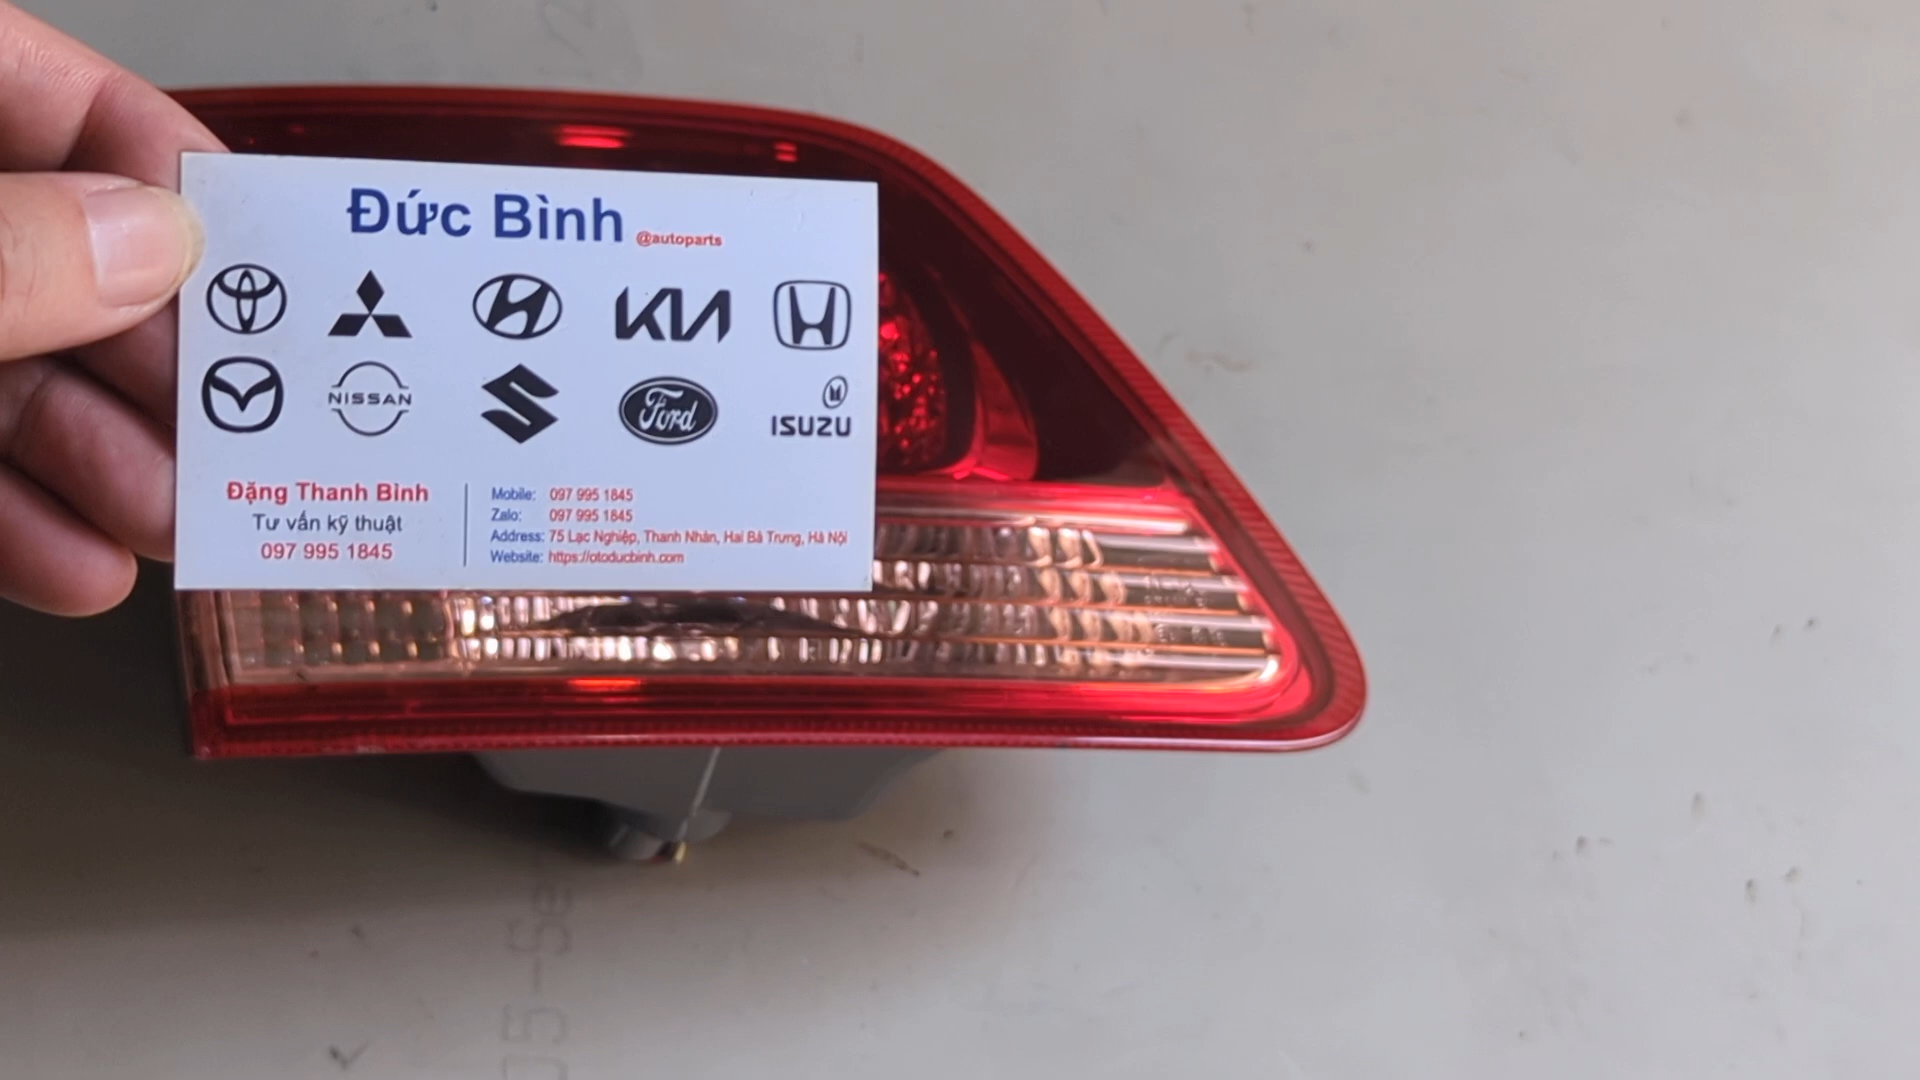 Đức Bình @autoparts
KIA
NISSAN
Ford
ISUZU
Đặng Thanh Bình
Tư vấn kỹ thuật
097 995 1845
Mobile: 097 995 1845
Zalo: 097 995 1845
Address: 75 Lạc Nghiệp, Thanh Nhân, Hai Bà Trưng, Hà Nội
Website: https://otoducbinh.com